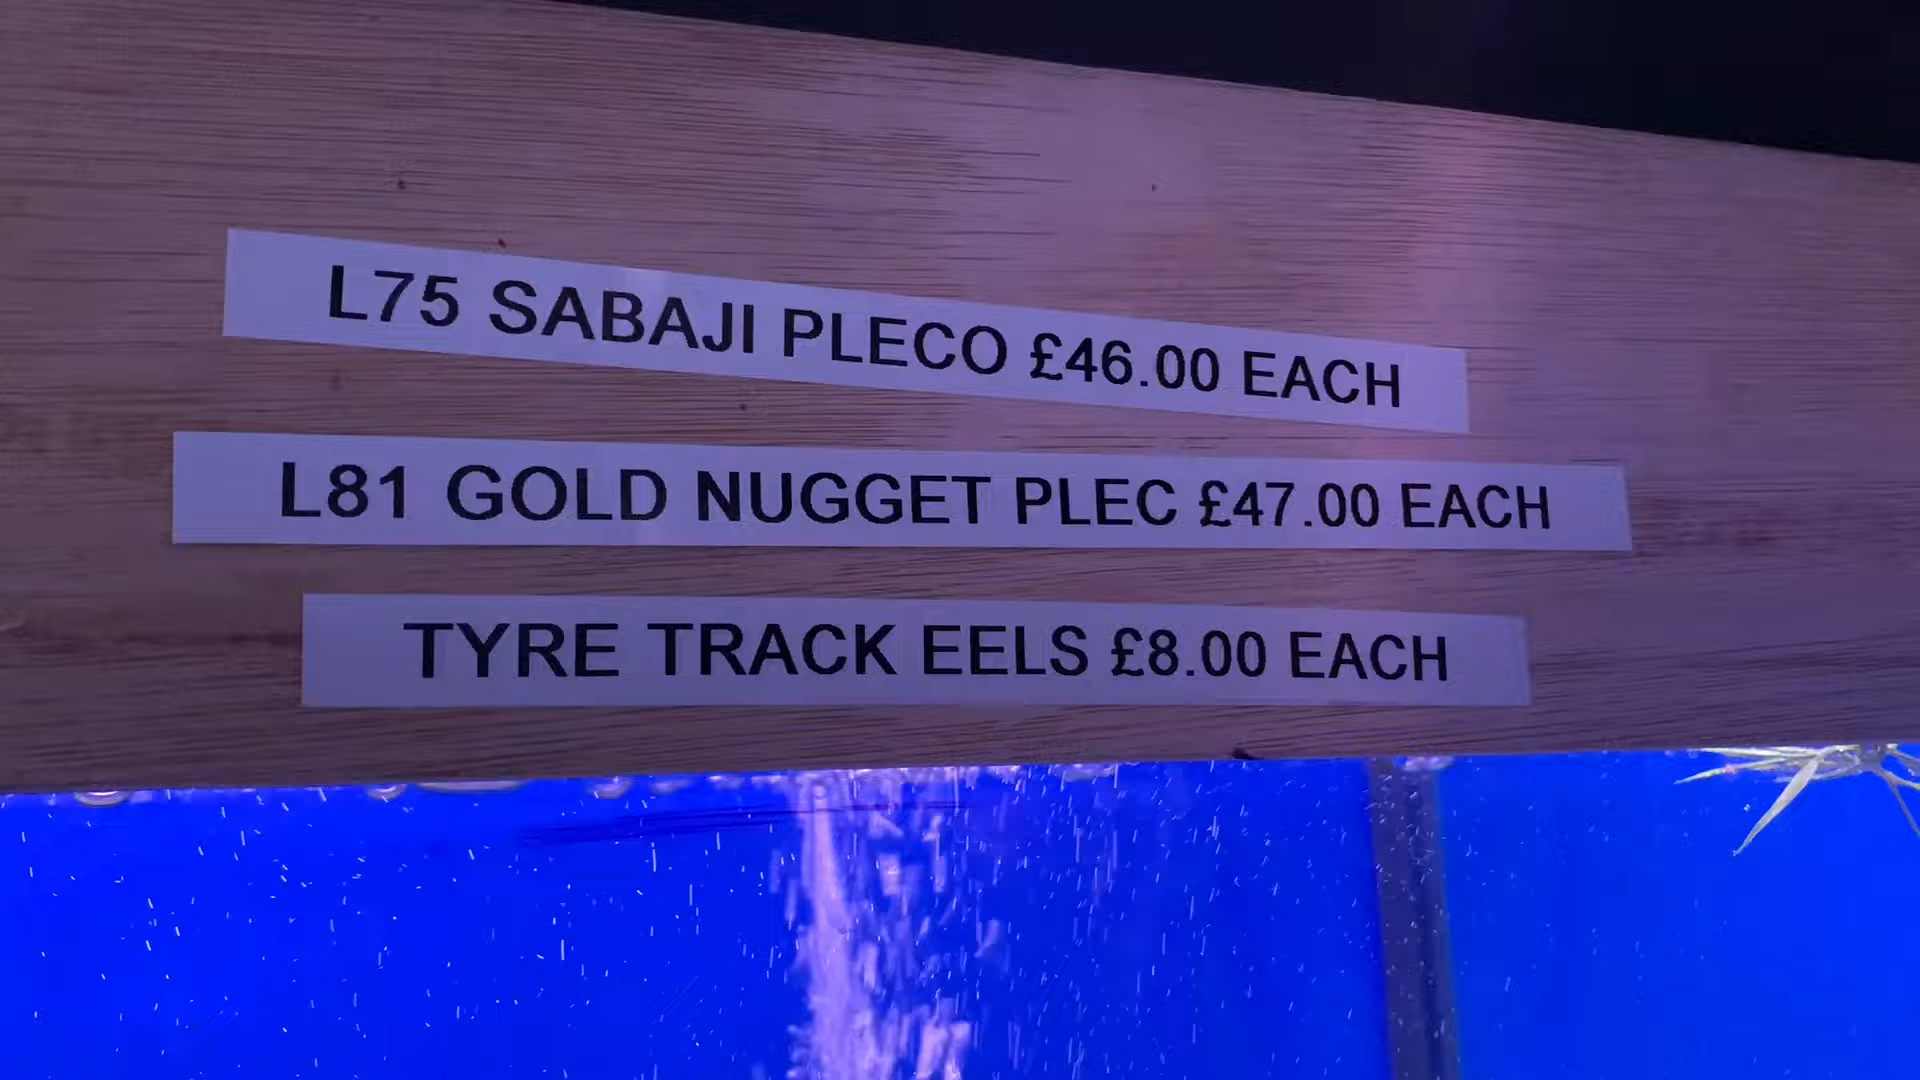 L75 SABAJI PLECO £46.00 EACH
L81 GOLD NUGGET PLEC £47.00 EACH
TYRE TRACK EELS £8.00 EACH